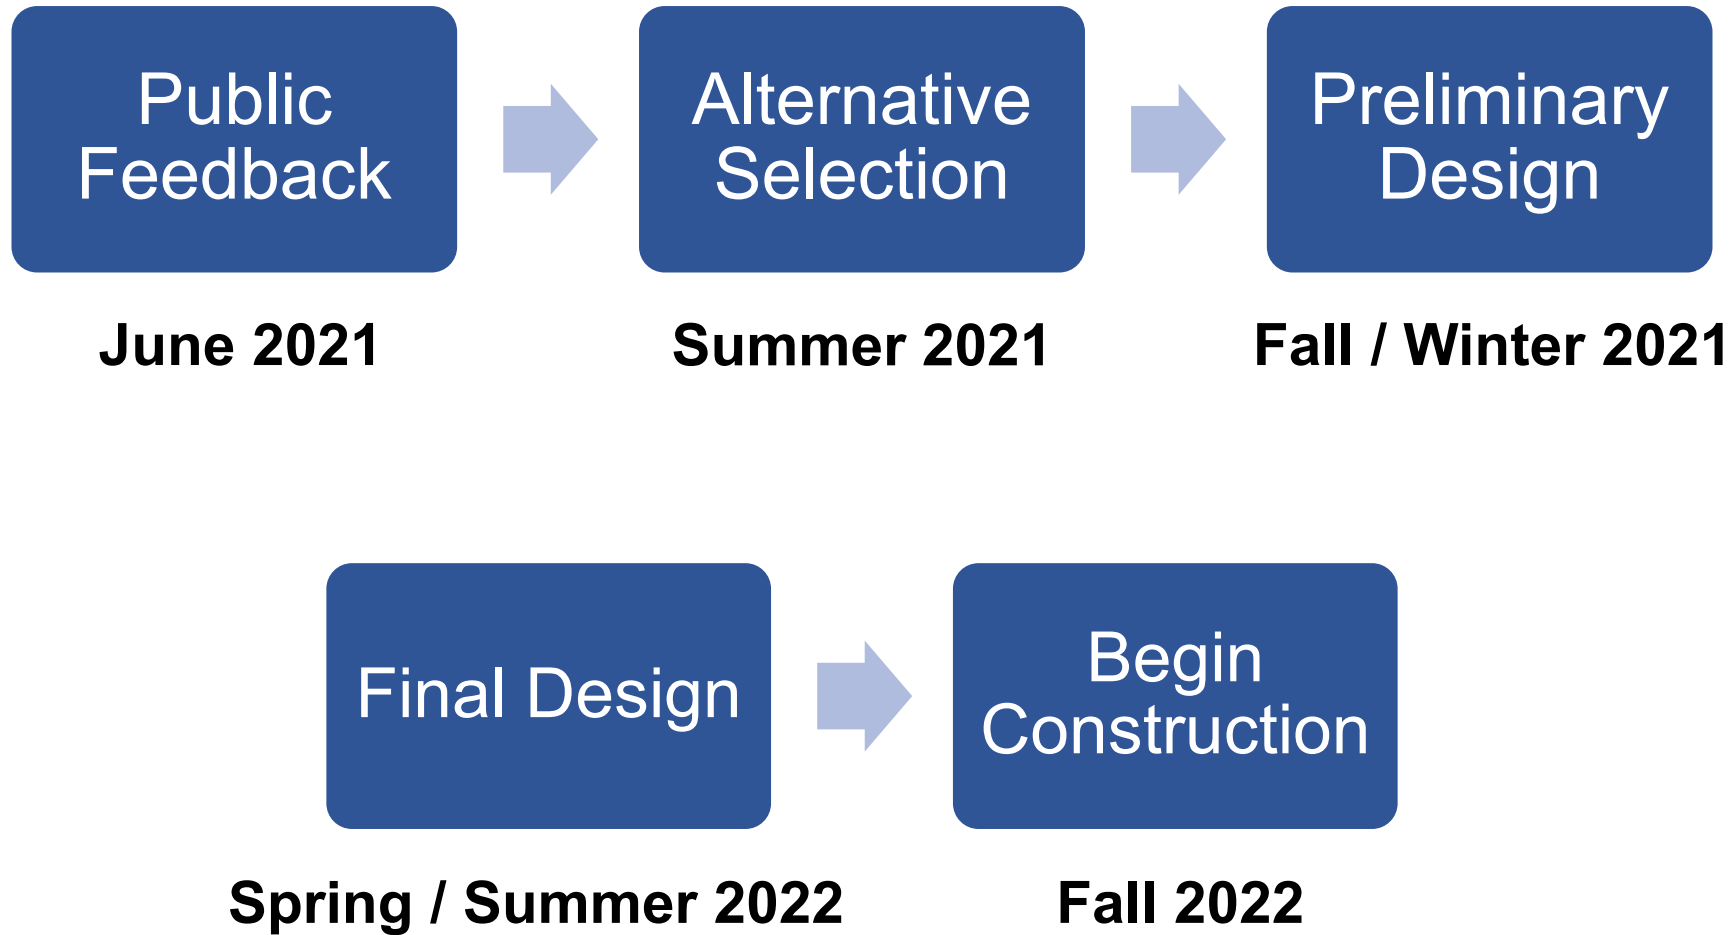 Public
Feedback
Alternative
Selection
Preliminary
Design
June 2021
Summer 2021
Fall / Winter 2021
Final Design
Begin
Construction
Spring / Summer 2022
Fall 2022